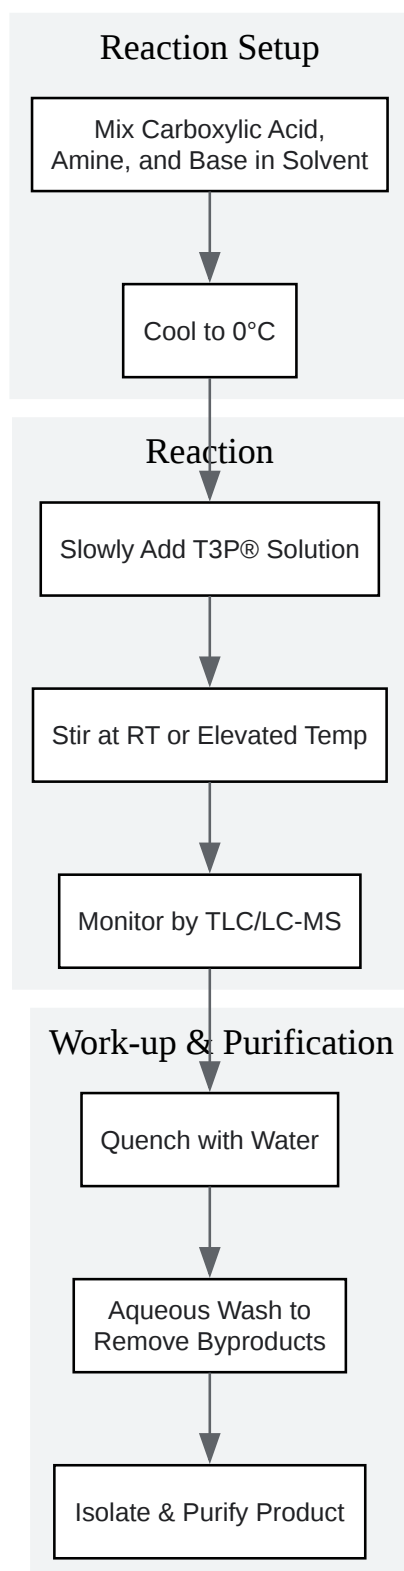 Reaction Setup
Mix Carboxylic Acid,
Amine, and Base in Solvent
Cool to 0°C
Reaction
Slowly Add T3P® Solution
Stir at RT or Elevated Temp
Monitor by TLC/LC-MS
Work-up & Purification
Quench with Water
Aqueous Wash to
Remove Byproducts
Isolate & Purify Product